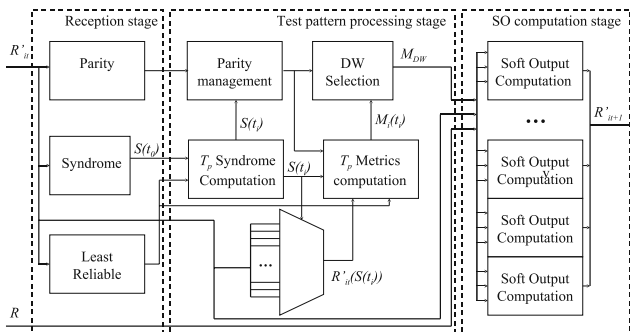 Reception stage
Test pattern processing stage
SO computation stage
R'it
Parity
Parity
management
DW
Selection
MDW
Soft Output
Computation
R'it+1
...
S(ti)
Mi(ti)
Syndrome
S(t0)
Tp Syndrome
Computation
S(ti)
Tp Metrics
computation
Soft Output
Computation
Y
Soft Output
Computation
Least
Reliable
...
R'it(S(ti))
Soft Output
Computation
R